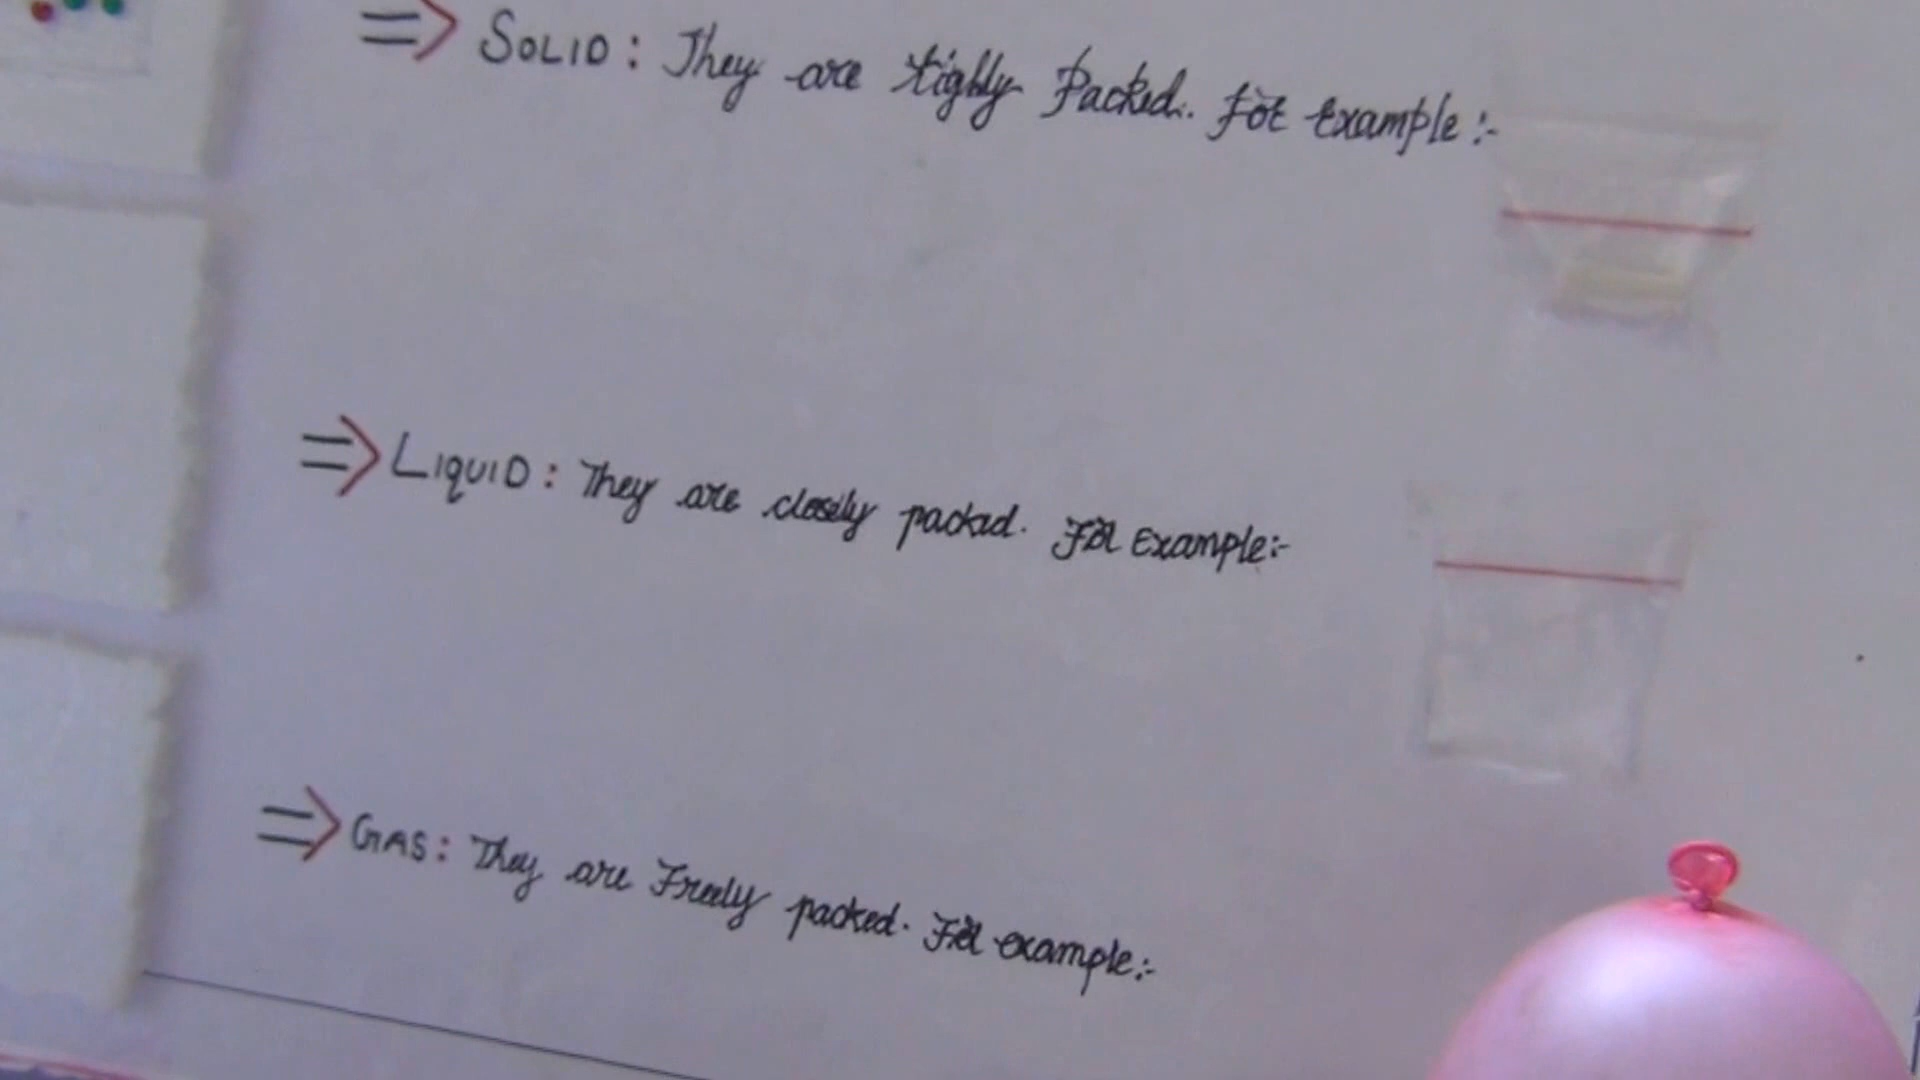 => SOLID : They are tighly Packed. For Example :-
=> LIQUID : They are closely packed. For Example:-
=> GAS : They are Freely packed. For example:-